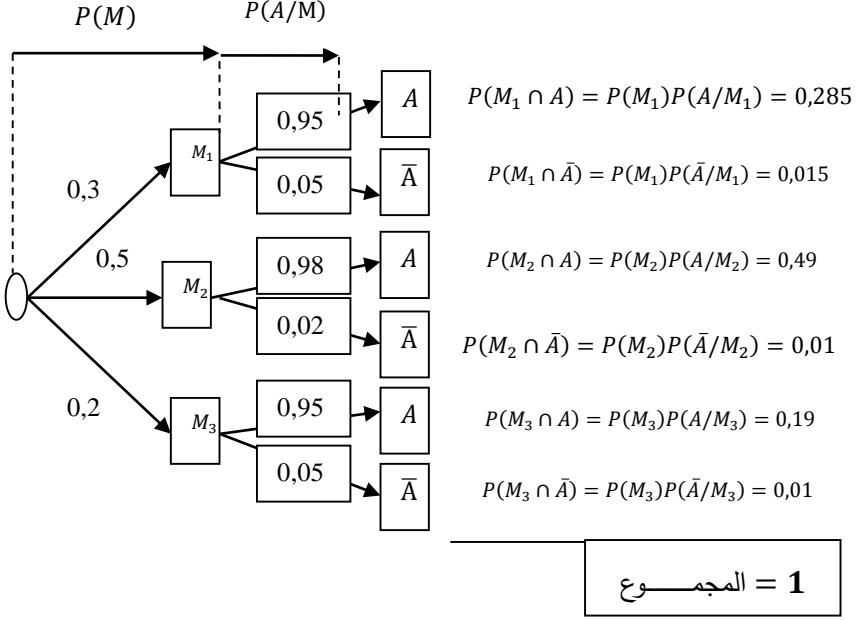 P(M) P(A/M)
0,95 A P(M₁ ∩ A) = P(M₁)P(A/M₁) = 0,285
M₁
0,05 Ā P(M₁ ∩ Ā) = P(M₁)P(Ā/M₁) = 0,015
0,3
0,98 A P(M₂ ∩ A) = P(M₂)P(A/M₂) = 0,49
0,5 M₂
0,02 Ā P(M₂ ∩ Ā) = P(M₂)P(Ā/M₂) = 0,01
0,2
0,95 A P(M₃ ∩ A) = P(M₃)P(A/M₃) = 0,19
M₃
0,05 Ā P(M₃ ∩ Ā) = P(M₃)P(Ā/M₃) = 0,01
المجمـــــوع = 1